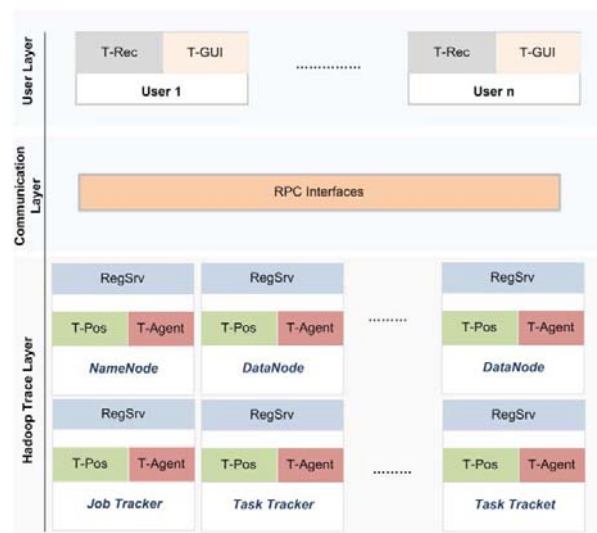 User Layer
T-Rec T-GUI ............... T-Rec T-GUI
User 1 User n
Communication Layer
RPC Interfaces
Hadoop Trace Layer
RegSrv RegSrv RegSrv
T-Pos T-Agent T-Pos T-Agent ......... T-Pos T-Agent
NameNode DataNode DataNode
RegSrv RegSrv RegSrv
T-Pos T-Agent T-Pos T-Agent ......... T-Pos T-Agent
Job Tracker Task Tracker Task Tracket